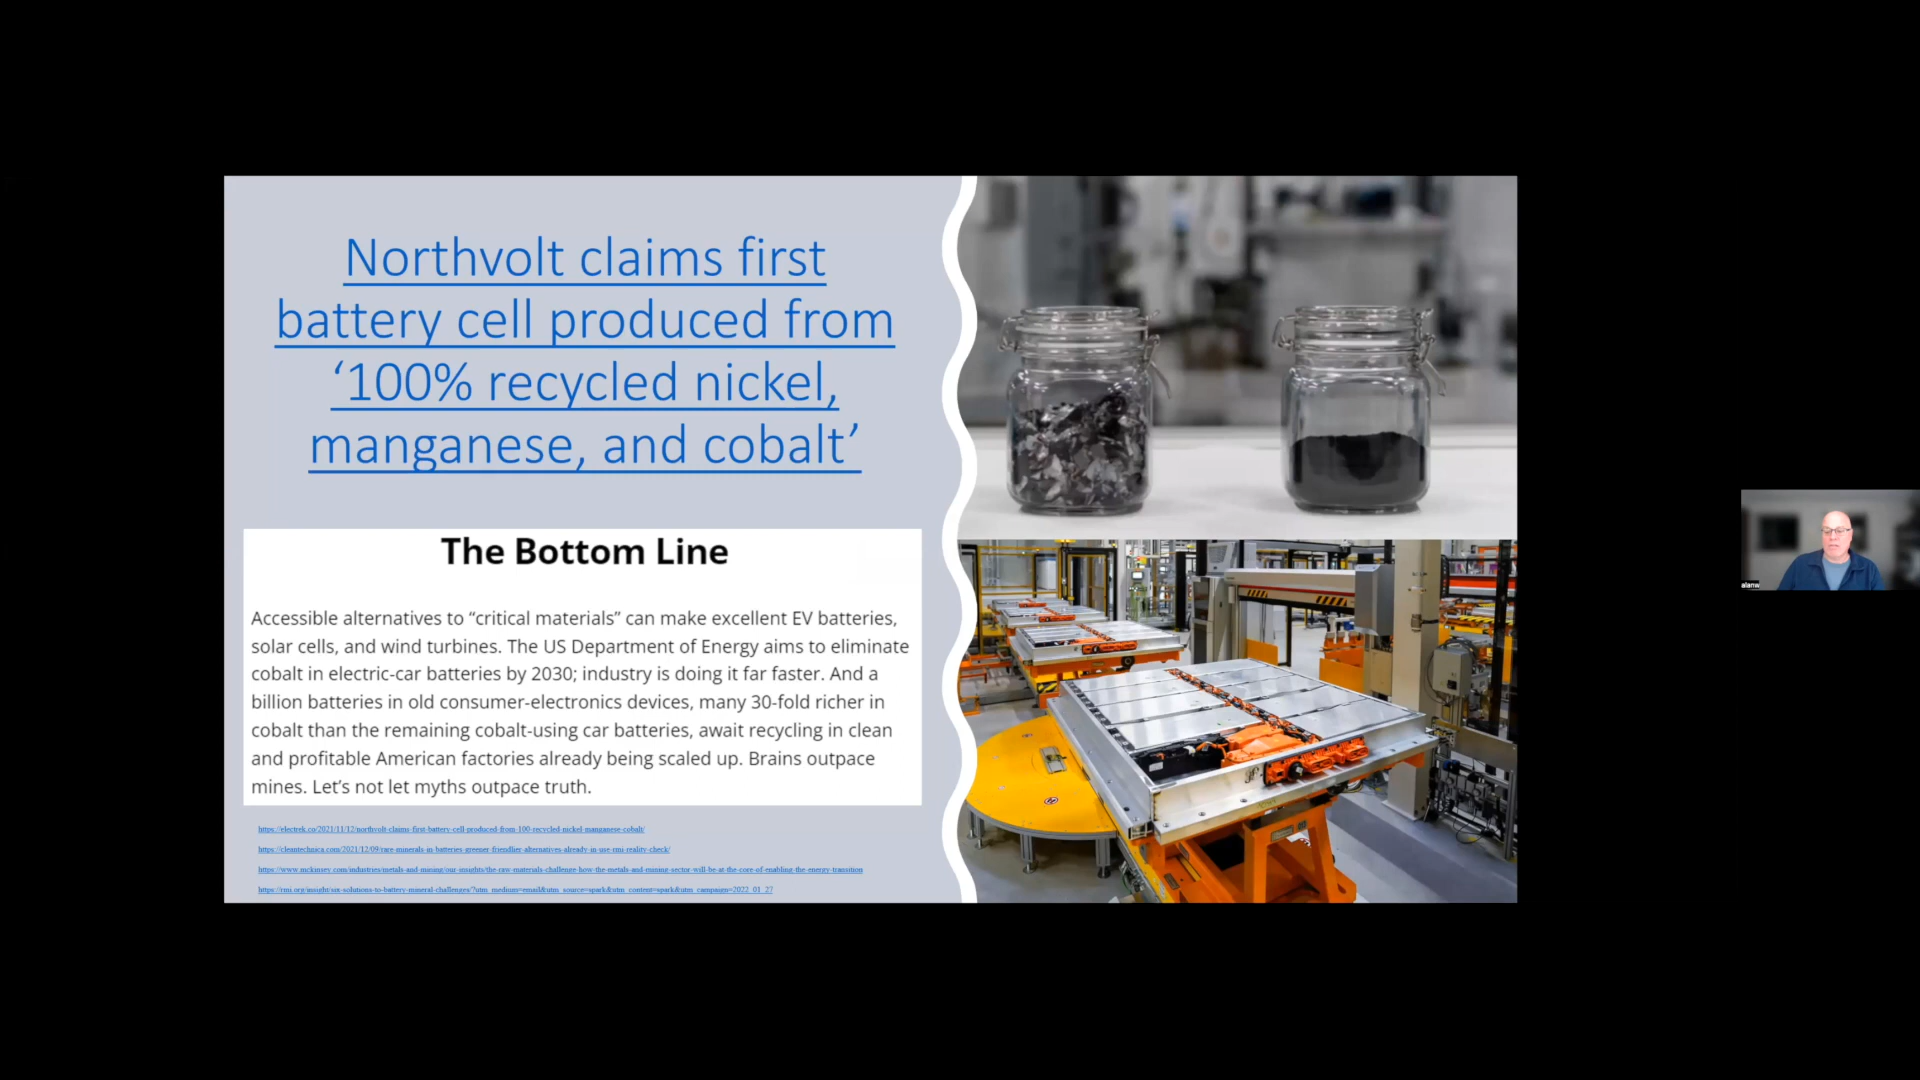 Northvolt claims first
battery cell produced from
‘100% recycled nickel,
manganese, and cobalt’
The Bottom Line
Accessible alternatives to “critical materials” can make excellent EV batteries,
solar cells, and wind turbines. The US Department of Energy aims to eliminate
cobalt in electric-car batteries by 2030; industry is doing it far faster. And a
billion batteries in old consumer-electronics devices, many 30-fold richer in
cobalt than the remaining cobalt-using car batteries, await recycling in clean
and profitable American factories already being scaled up. Brains outpace
mines. Let’s not let myths outpace truth.
https://electrek.co/2021/11/12/northvolt-claims-first-battery-cell-produced-from-100-recycled-nickel-manganese-cobalt/
https://cleantechnica.com/2021/12/09/rare-minerals-in-batteries-greener-friendlier-alternatives-already-in-use-rmi-reality-check/
https://www.mckinsey.com/industries/metals-and-mining/our-insights/the-raw-materials-challenge-how-the-metals-and-mining-sector-will-be-at-the-core-of-enabling-the-energy-transition
https://rmi.org/insight/six-solutions-to-battery-mineral-challenges/?utm_medium=email&utm_source=spark&utm_content=spark&utm_campaign=2022_01_27
alanw